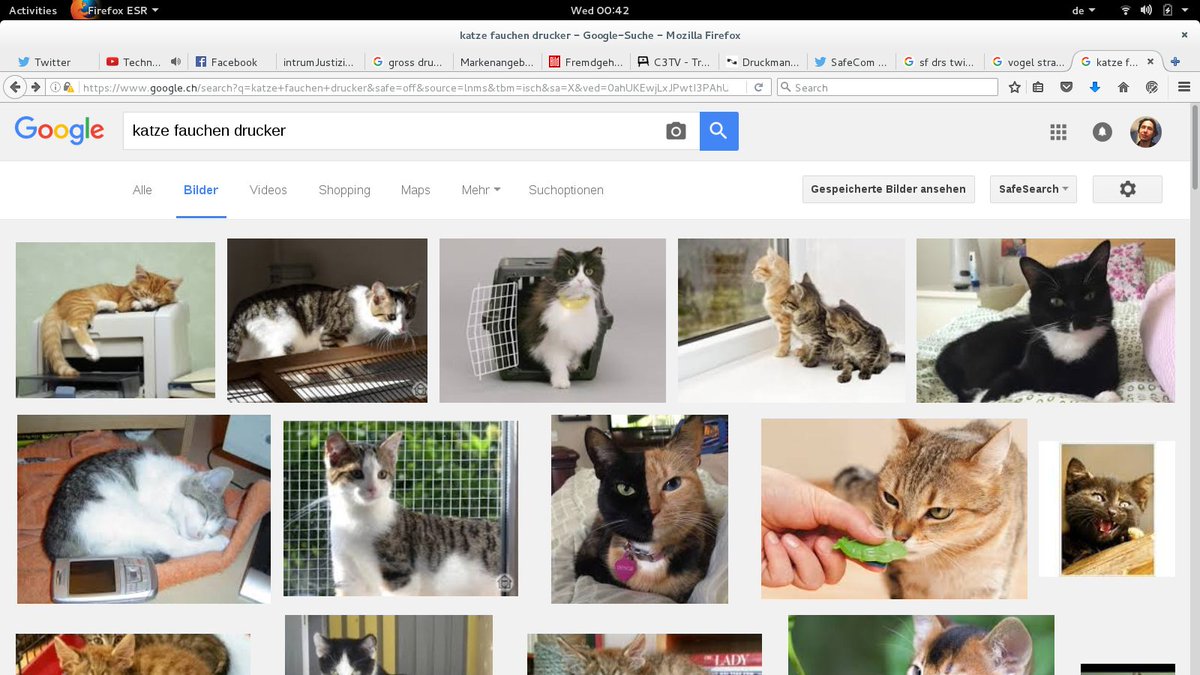 Activities Firefox ESR Wed 00:42 de
katze fauchen drucker - Google-Suche - Mozilla Firefox
Twitter Techn... Facebook intrumJustizi... gross dru... Markenangeb... Fremdgeh... C3TV - Tr... Druckman... SafeCom ... sf drs twi... vogel stra... katze f...
https://www.google.ch/search?q=katze+fauchen+drucker&safe=off&source=lnms&tbm=isch&sa=X&ved=0ahUKEwjLxJPwtI3PAhU Search
Google katze fauchen drucker
Alle Bilder Videos Shopping Maps Mehr Suchoptionen Gespeicherte Bilder ansehen SafeSearch
LADY